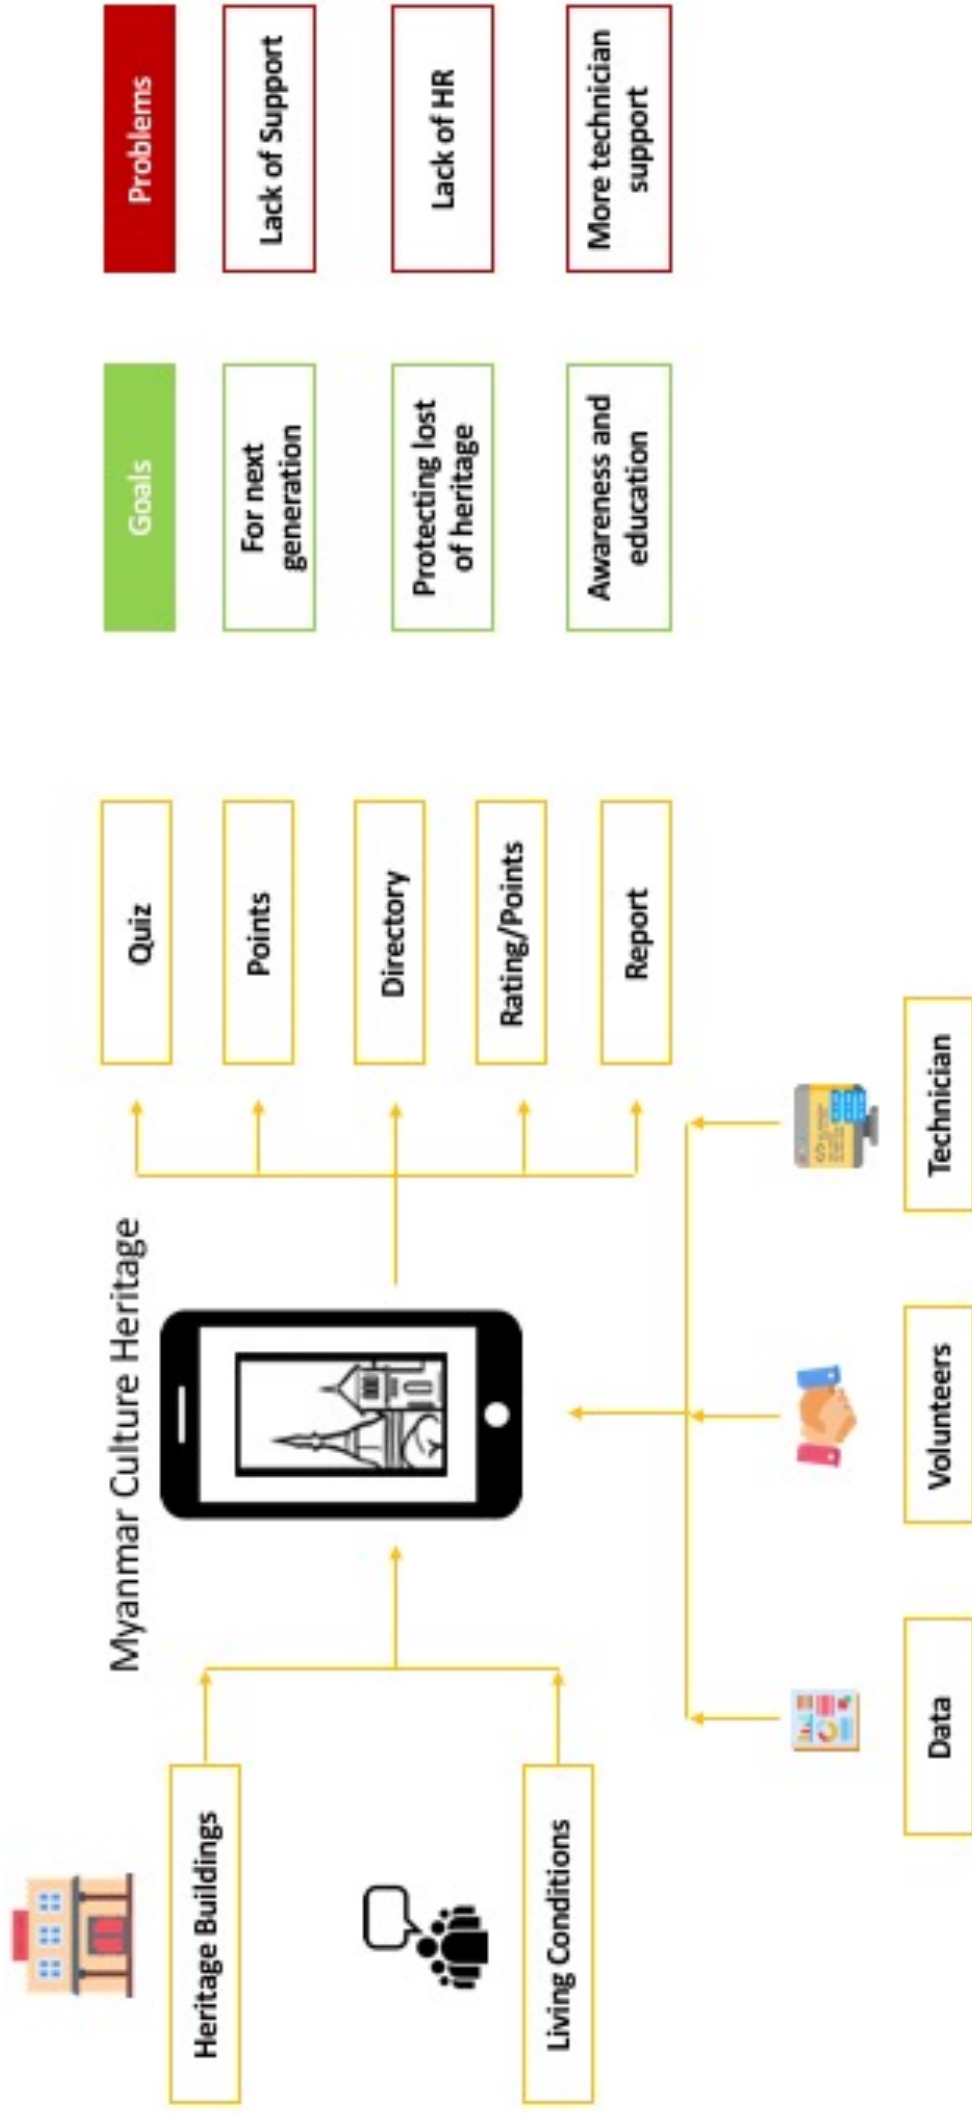 Myanmar Culture Heritage
Heritage Buildings
Living Conditions
Quiz
Points
Directory
Rating/Points
Report
Data
Volunteers
Technician
Goals
For next
generation
Protecting lost
of heritage
Awareness and
education
Problems
Lack of Support
Lack of HR
More technician
support